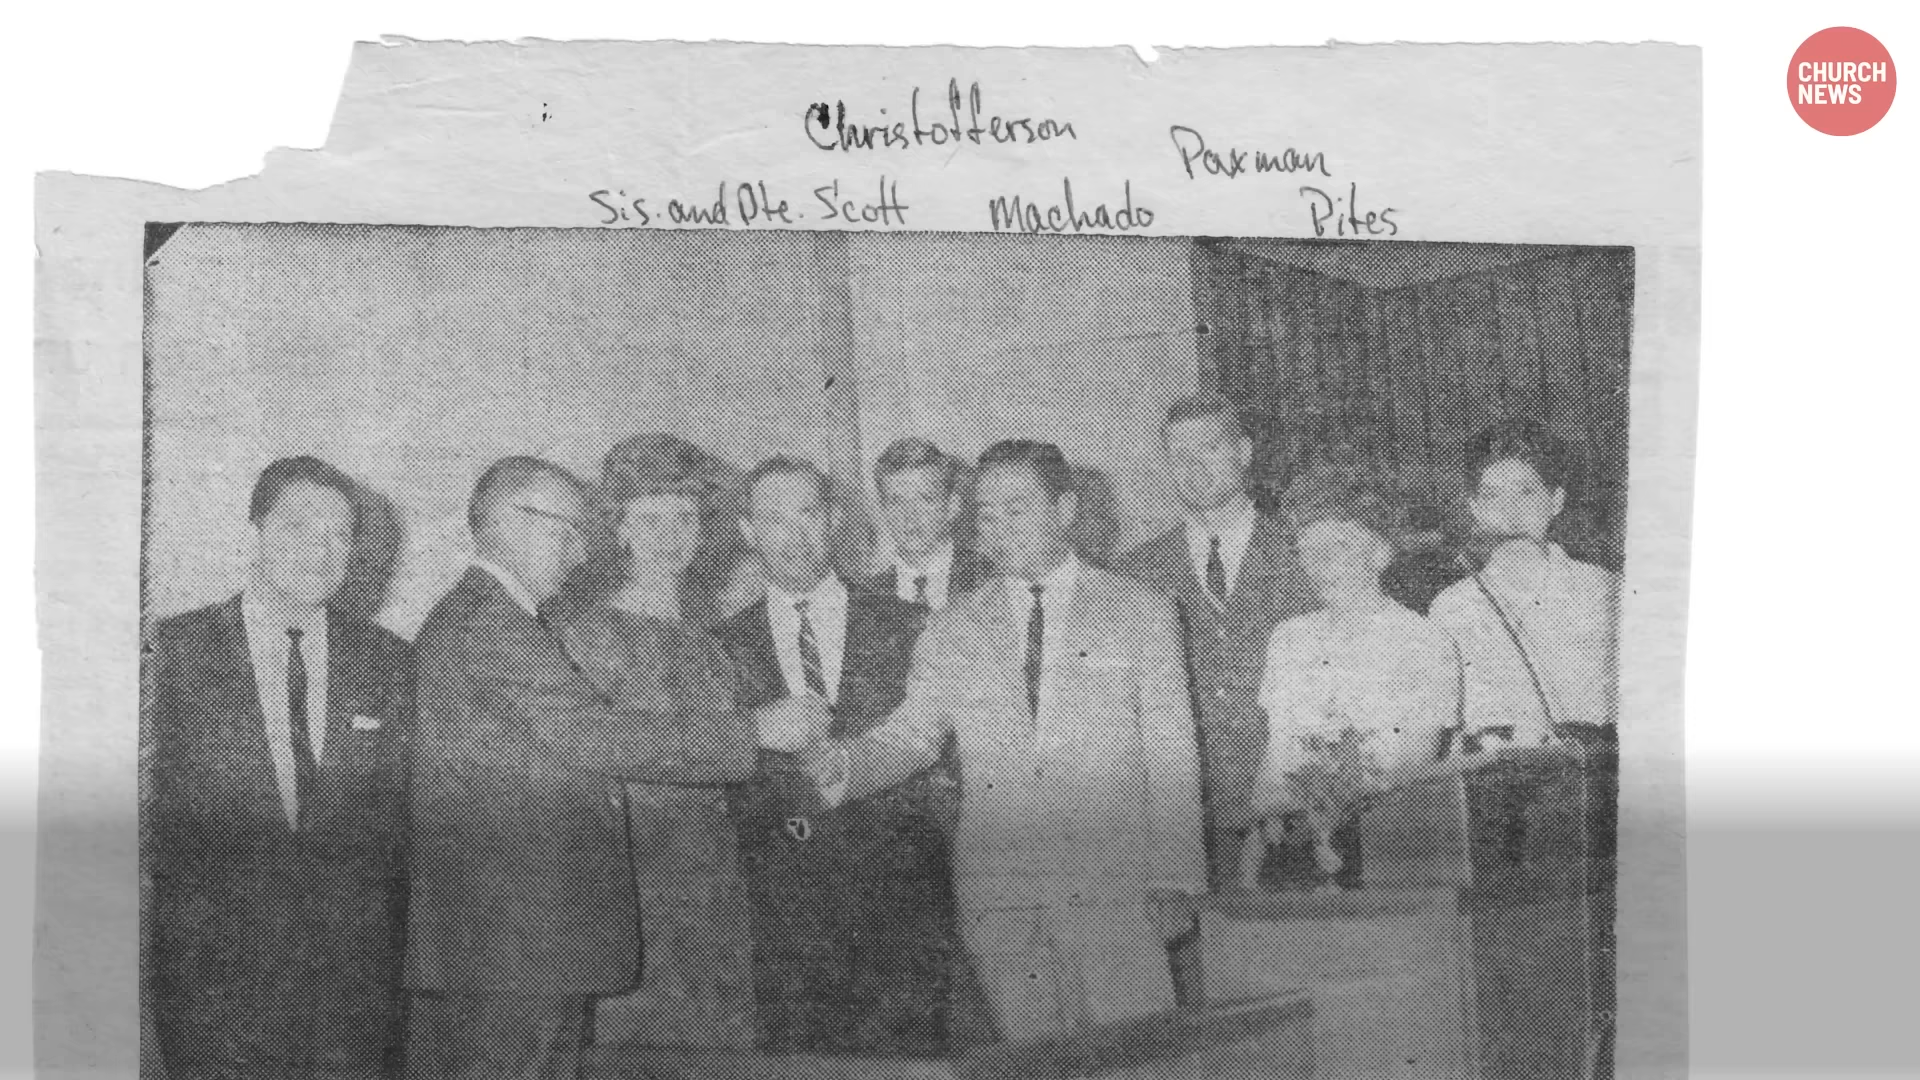 Christofferson
Paxman
Sis. and Pte. Scott Machado Pites
CHURCH
NEWS